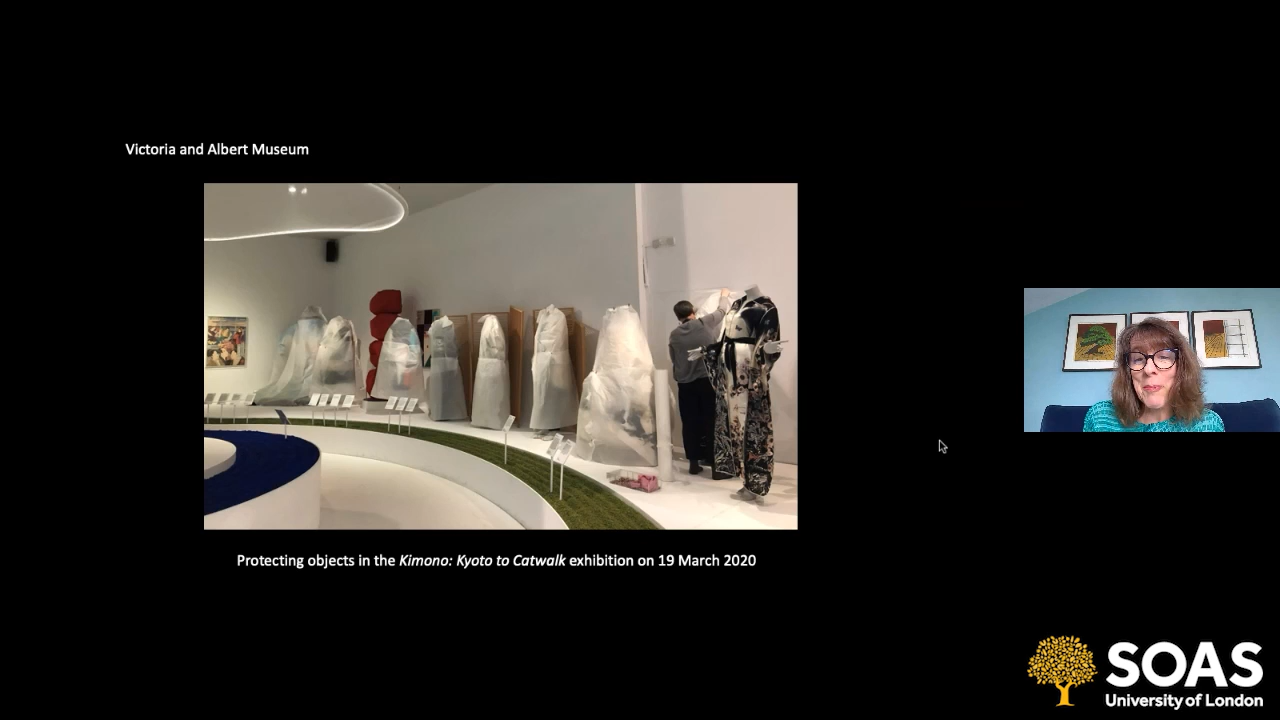 Victoria and Albert Museum
Protecting objects in the Kimono: Kyoto to Catwalk exhibition on 19 March 2020
SOAS
University of London